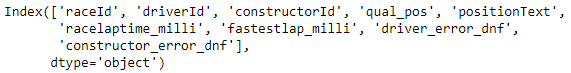 Index(['raceId', 'driverId', 'constructorId', 'qual_pos', 'positionText',
'racelaptime_milli', 'fastestlap_milli', 'driver_error_dnf',
'constructor_error_dnf'],
dtype='object')